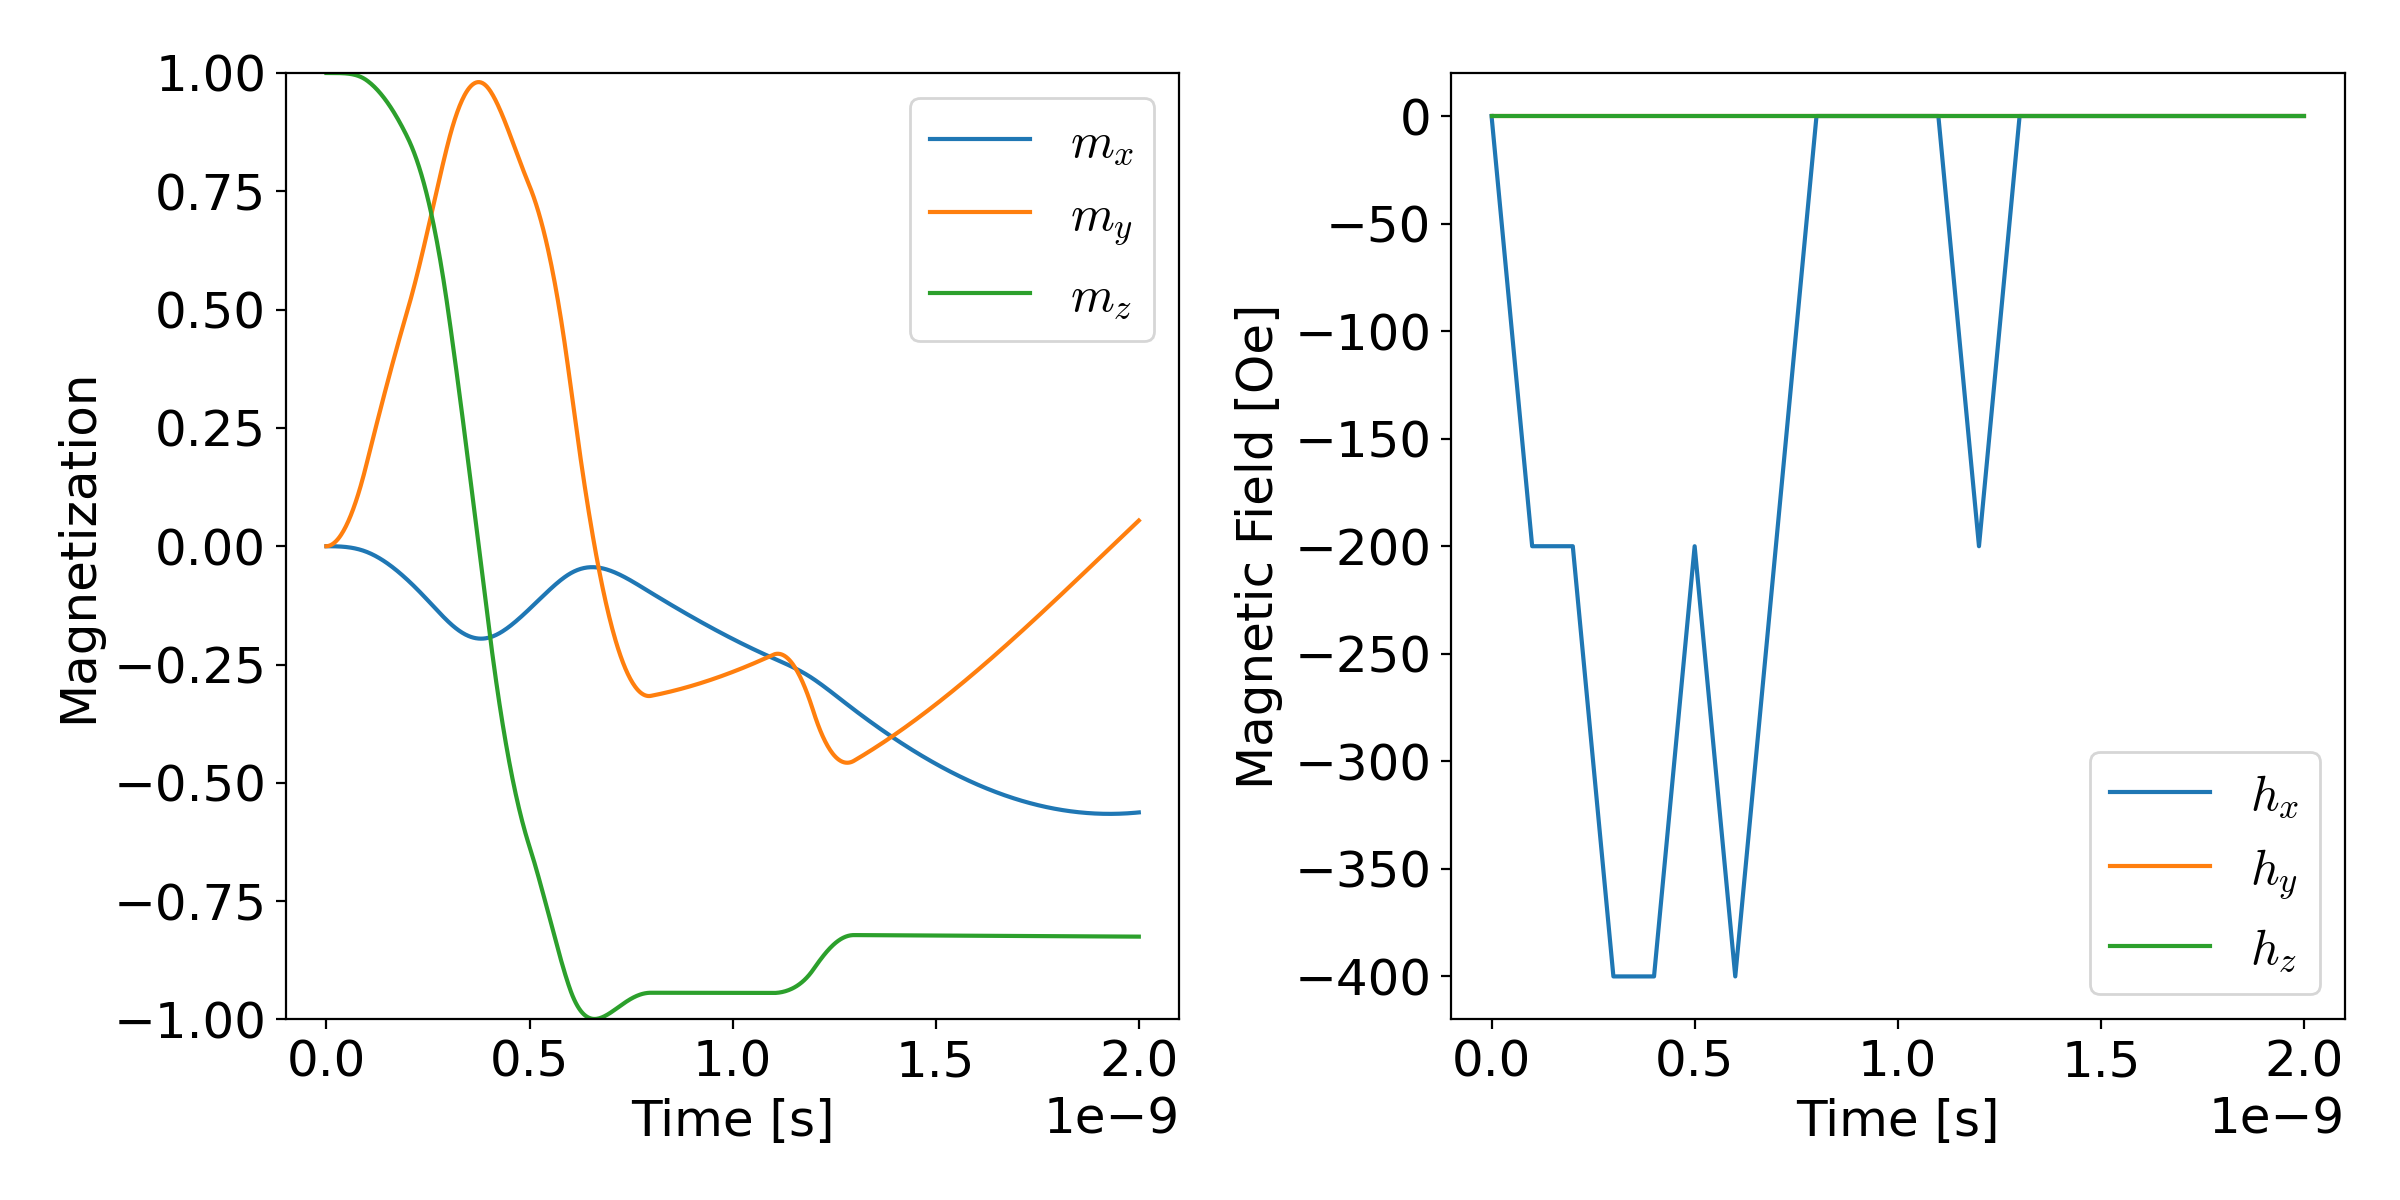 1.00
0.75
0.50
0.25
0.00
−0.25
−0.50
−0.75
−1.00
Magnetization
0.0 0.5 1.0 1.5 2.0
Time [s]
1e−9
m_x
m_y
m_z
0
−50
−100
−150
−200
−250
−300
−350
−400
Magnetic Field [Oe]
0.0 0.5 1.0 1.5 2.0
Time [s]
1e−9
h_x
h_y
h_z